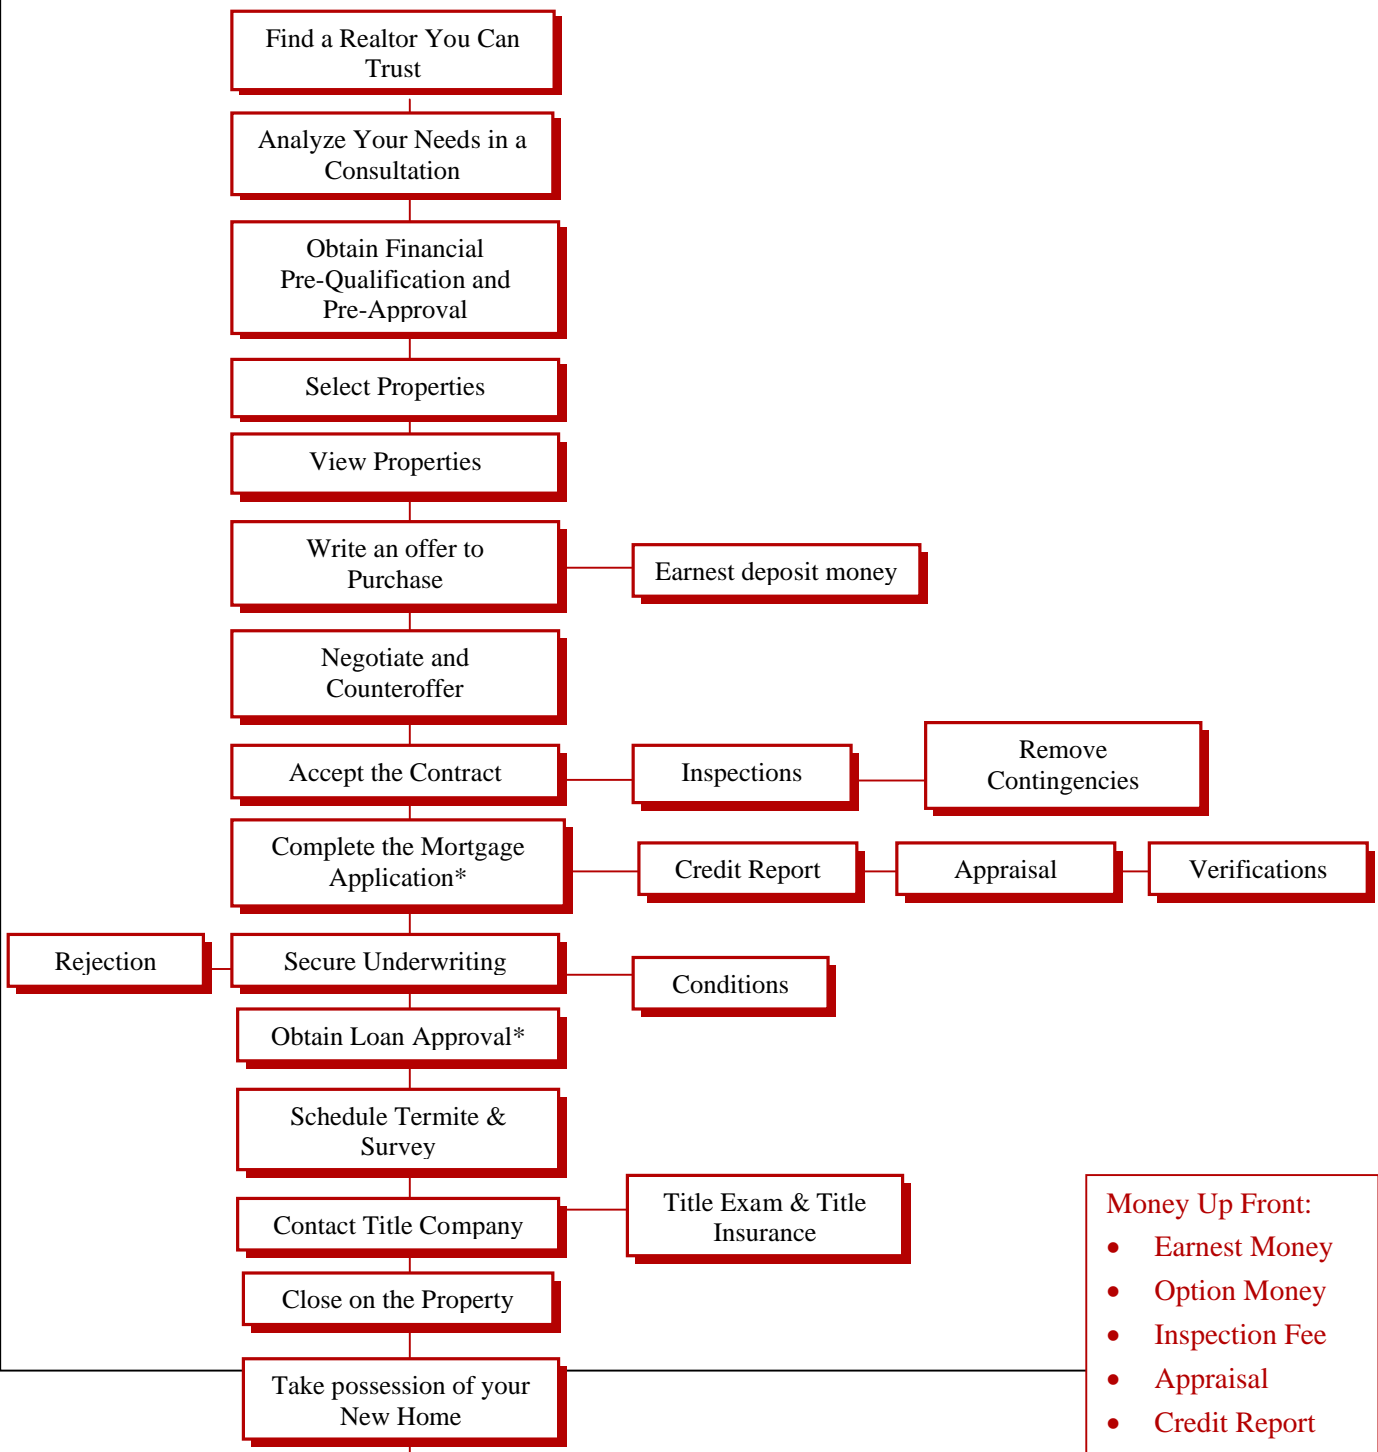 Find a Realtor You Can
Trust
Analyze Your Needs in a
Consultation
Obtain Financial
Pre-Qualification and
Pre-Approval
Select Properties
View Properties
Write an offer to
Purchase
Earnest deposit money
Negotiate and
Counteroffer
Accept the Contract
Inspections
Remove
Contingencies
Complete the Mortgage
Application*
Credit Report
Appraisal
Verifications
Rejection
Secure Underwriting
Conditions
Obtain Loan Approval*
Schedule Termite &
Survey
Contact Title Company
Title Exam & Title
Insurance
Close on the Property
Take possession of your
New Home
Money Up Front:
• Earnest Money
• Option Money
• Inspection Fee
• Appraisal
• Credit Report